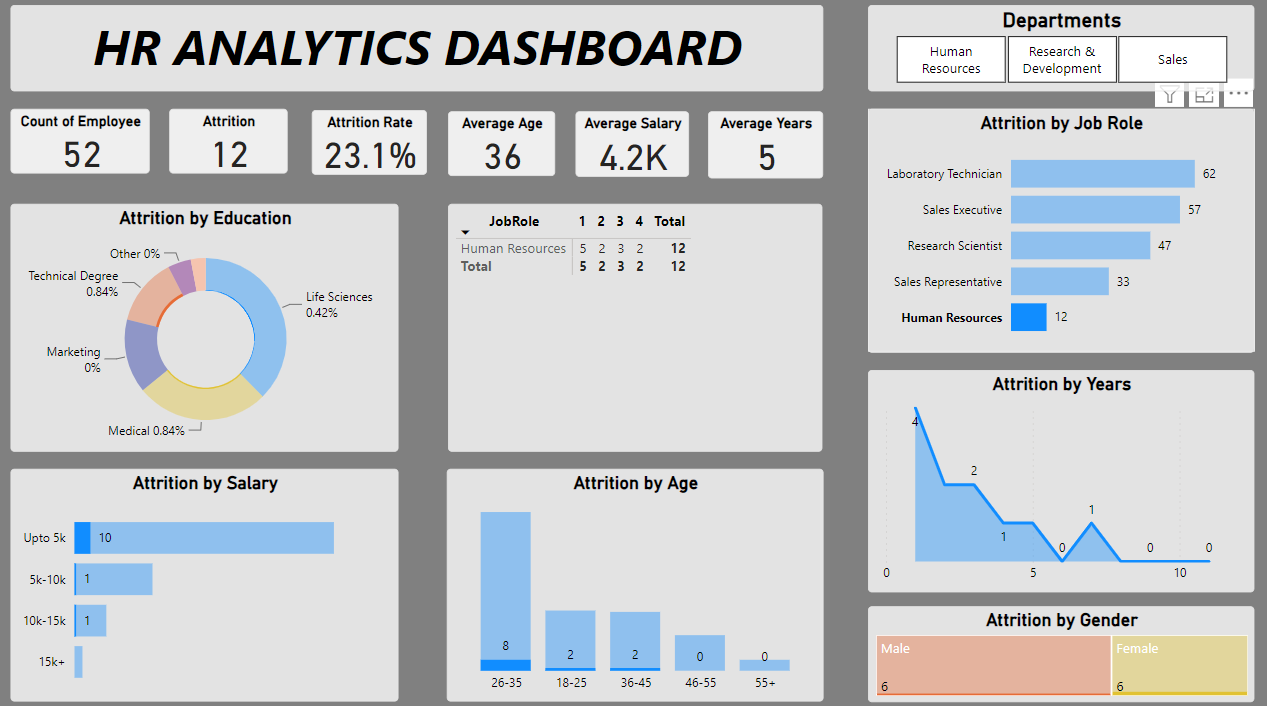 HR ANALYTICS DASHBOARD
Departments
Human
Resources
Research &
Development
Sales
Count of Employee
52
Attrition
12
Attrition Rate
23.1%
Average Age
36
Average Salary
4.2K
Average Years
5
Attrition by Education
Other 0%
Technical Degree
0.84%
Life Sciences
0.42%
Marketing
0%
Medical 0.84%
JobRole 1 2 3 4 Total
Human Resources 5 2 3 2 12
Total 5 2 3 2 12
Attrition by Job Role
Laboratory Technician 62
Sales Executive 57
Research Scientist 47
Sales Representative 33
Human Resources 12
Attrition by Salary
Upto 5k 10
5k-10k 1
10k-15k 1
15k+
Attrition by Age
8 2 2 0 0
26-35 18-25 36-45 46-55 55+
Attrition by Years
4
2
1
0
1
0
0
0 5 10
Attrition by Gender
Male Female
6 6